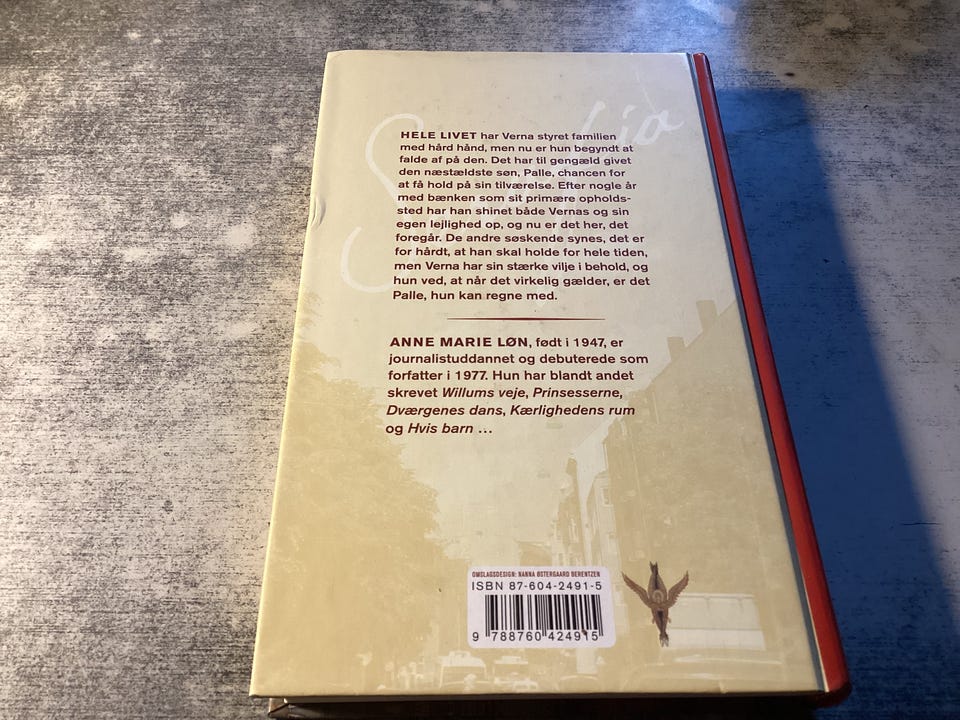 HELE LIVET har Verna styret familien
med hård hånd, men nu er hun begyndt at
falde af på den. Det har til gengæld givet
den næstældste søn, Palle, chancen for
at få hold på sin tilværelse. Efter nogle år
med bænken som sit primære opholds-
sted har han shinet både Vernas og sin
egen lejlighed op, og nu er det her, det
foregår. De andre søskende synes, det er
for hårdt, at han skal holde for hele tiden,
men Verna har sin stærke vilje i behold, og
hun ved, at når det virkelig gælder, er det
Palle, hun kan regne med.
ANNE MARIE LØN, født i 1947, er
journalistuddannet og debuterede som
forfatter i 1977. Hun har blandt andet
skrevet Willums veje, Prinsesserne,
Dværgenes dans, Kærlighedens rum
og Hvis barn ...
OMSLAGSDESIGN: NANNA ØSTERGAARD BERENTZEN
ISBN 87-604-2491-5
9 788760 424915